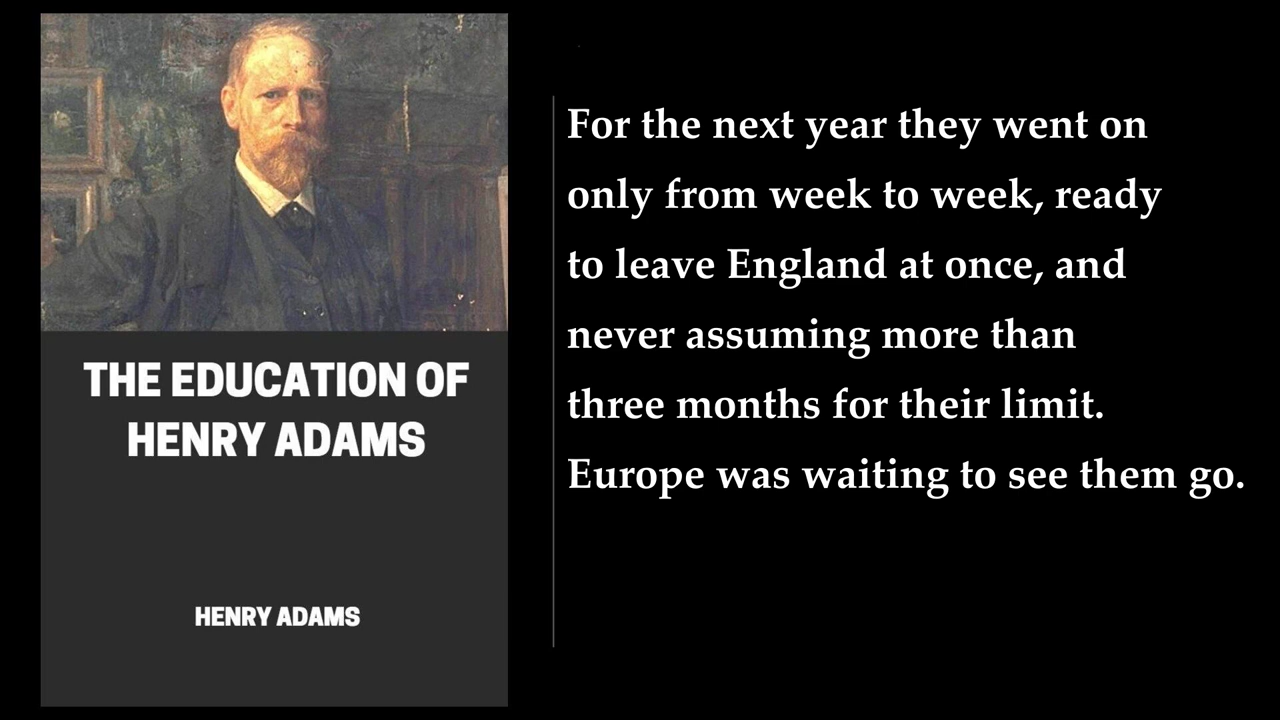 THE EDUCATION OF
HENRY ADAMS
HENRY ADAMS
For the next year they went on
only from week to week, ready
to leave England at once, and
never assuming more than
three months for their limit.
Europe was waiting to see them go.